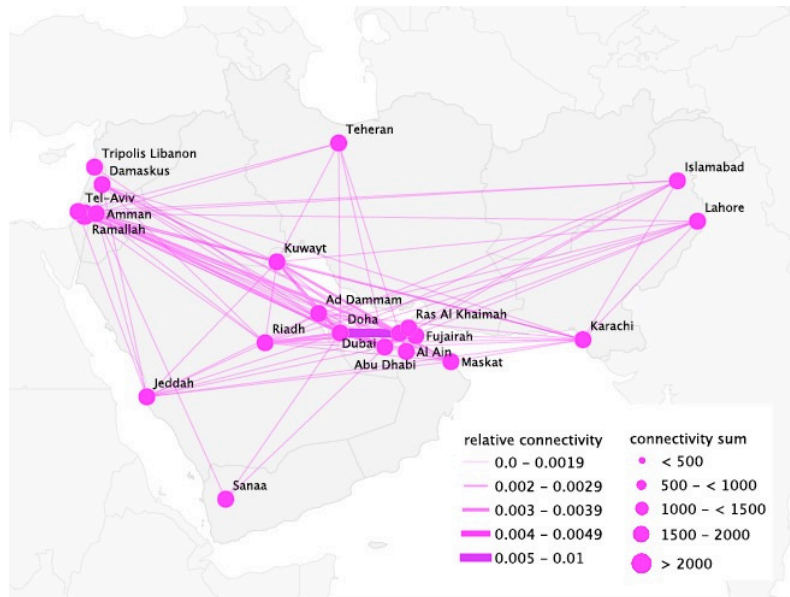 Teheran
Tripolis Libanon
Damaskus
Islamabad
Tel-Aviv
Amman
Lahore
Ramallah
Kuwayt
Ad Dammam
Ras Al Khaimah
Doha
Riadh
Fujairah
Karachi
Dubai
Al Ain
Abu Dhabi
Maskat
Jeddah
Sanaa
relative connectivity
0.0 - 0.0019
0.002 - 0.0029
0.003 - 0.0039
0.004 - 0.0049
0.005 - 0.01
connectivity sum
< 500
500 - < 1000
1000 - < 1500
1500 - 2000
> 2000